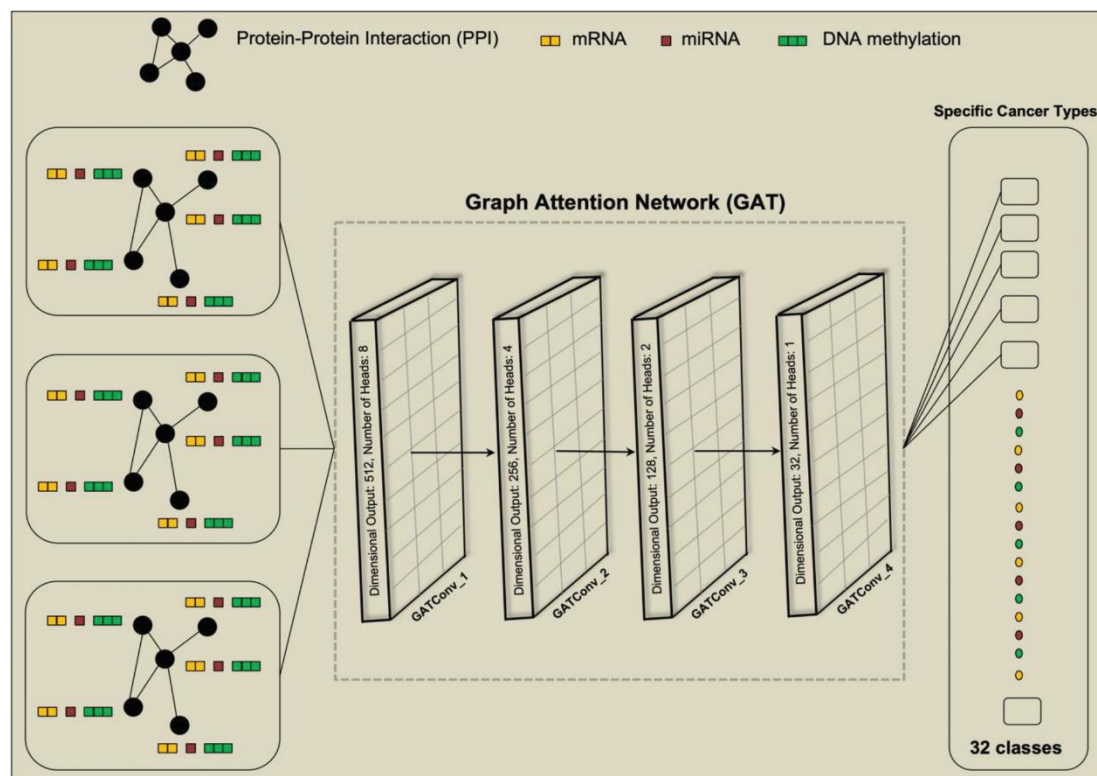 Protein-Protein Interaction (PPI)
mRNA
miRNA
DNA methylation
Specific Cancer Types
Graph Attention Network (GAT)
Dimensional Output: 512, Number of Heads: 8
GATConv_1
Dimensional Output: 256, Number of Heads: 4
GATConv_2
Dimensional Output: 128, Number of Heads: 2
GATConv_3
Dimensional Output: 32, Number of Heads: 1
GATConv_4
32 classes